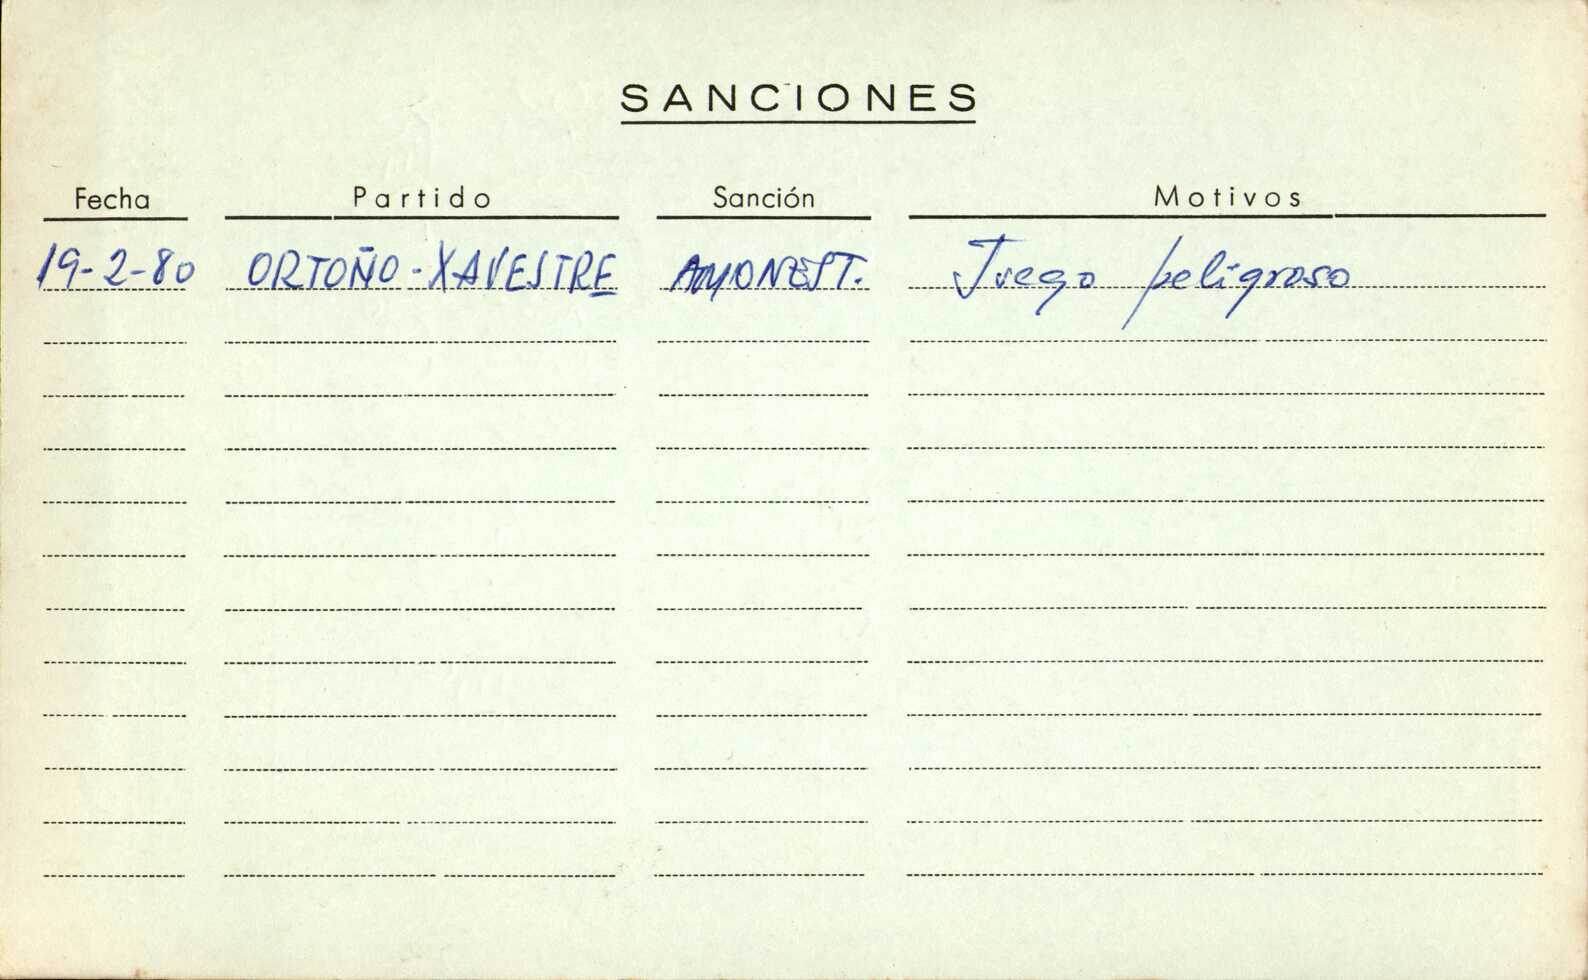 SANCIONES
Fecha Partido Sanción Motivos
19-2-80 ORTOÑO-XAVESTRE AMONEST. Juego peligroso